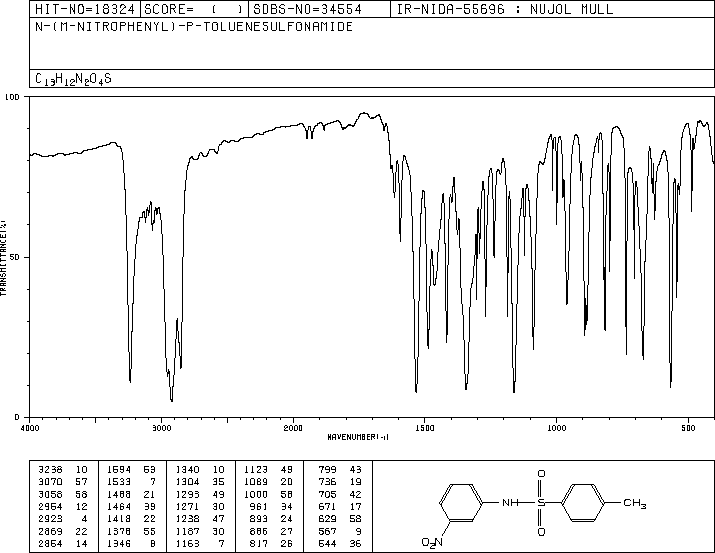 HIT-NO=18324 SCORE= ( ) SDBS-NO=34554 IR-NIDA-55696 : NUJOL MULL
N-(M-NITROPHENYL)-P-TOLUENESULFONAMIDE
C13H12N2O4S
100
50
0
TRANSMITTANCE(%)
4000 3000 2000 1500 1000 500
WAVENUMBER(-1)
3238 10 1594 53 1340 10 1123 49 799 43
3070 57 1533 7 1304 35 1089 20 736 19
3058 58 1488 21 1293 49 1000 58 705 42
2954 12 1464 39 1271 30 961 34 671 17
2923 4 1418 22 1238 47 893 24 629 58
2869 22 1378 55 1187 30 886 27 567 9
2854 14 1346 8 1163 7 817 26 544 36
O2N NH S O O CH3